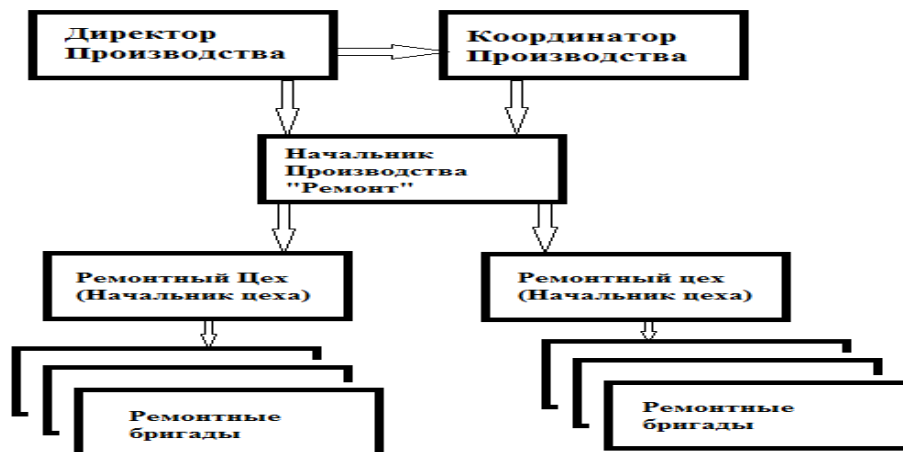 Директор
Производства
Координатор
Производства
Начальник
Производства
"Ремонт"
Ремонтный Цех
(Начальник цеха)
Ремонтный цех
(Начальник цеха)
Ремонтные
бригады
Ремонтные
бригады